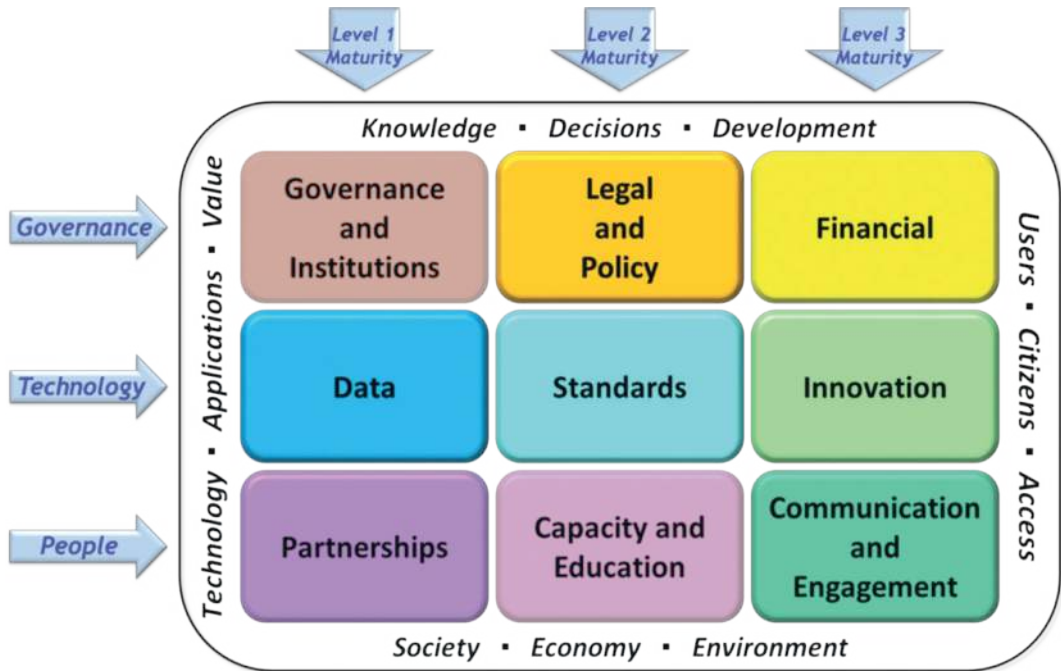 Level 1
Maturity
Level 2
Maturity
Level 3
Maturity
Knowledge ▪ Decisions ▪ Development
Governance
Technology ▪ Applications ▪ Value
Governance
and
Institutions
Legal
and
Policy
Financial
Users ▪ Citizens ▪ Access
Technology
Data
Standards
Innovation
People
Partnerships
Capacity and
Education
Communication
and
Engagement
Society ▪ Economy ▪ Environment